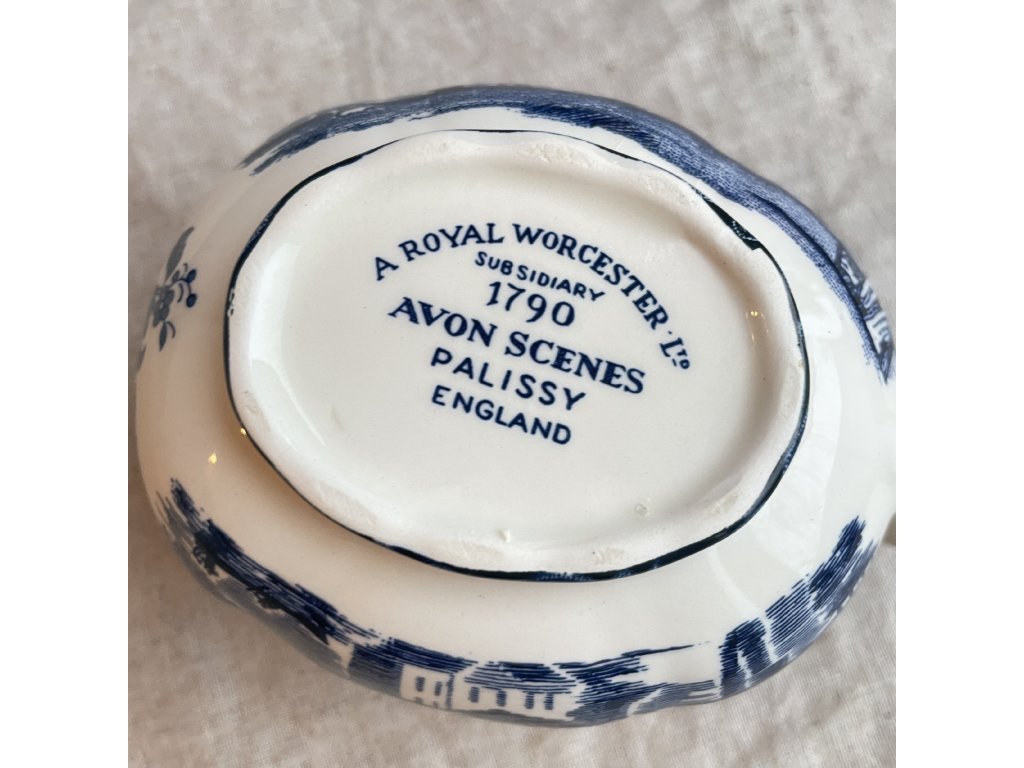 A ROYAL WORCESTER · LTD
SUBSIDIARY
1790
AVON SCENES
PALISSY
ENGLAND